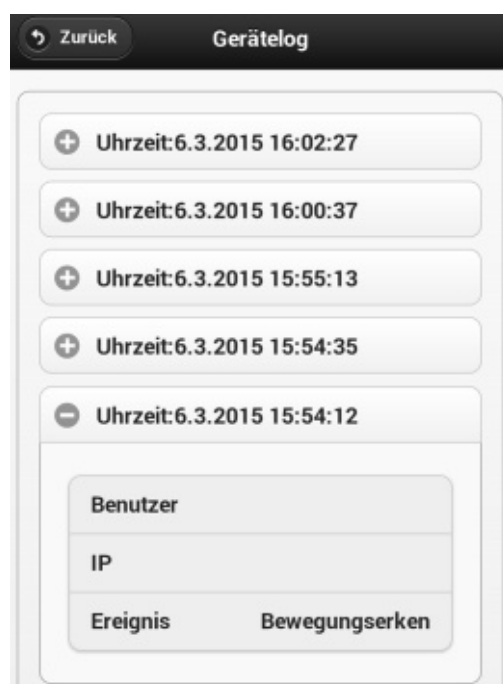 Zurück Gerätelog
Uhrzeit:6.3.2015 16:02:27
Uhrzeit:6.3.2015 16:00:37
Uhrzeit:6.3.2015 15:55:13
Uhrzeit:6.3.2015 15:54:35
Uhrzeit:6.3.2015 15:54:12
Benutzer
IP
Ereignis Bewegungserken